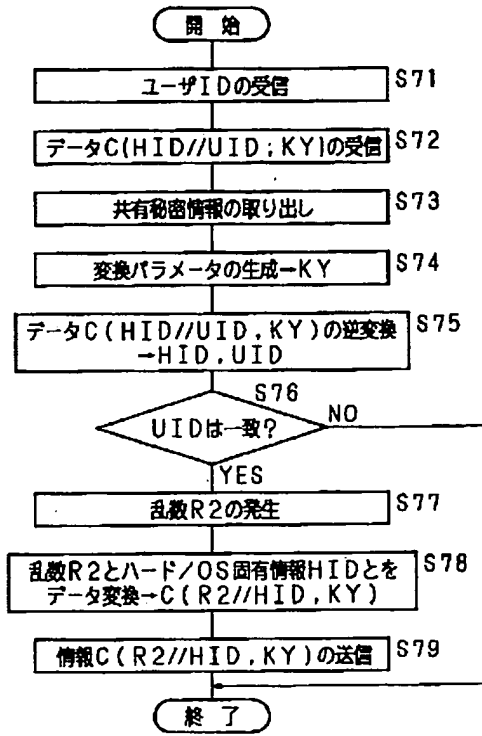 開 始
ユーザIDの受信 S71
データC(HID//UID;KY)の受信 S72
共有秘密情報の取り出し S73
変換パラメータの生成→KY S74
データC(HID//UID,KY)の逆変換 S75
→HID,UID
S76
UIDは一致? NO
YES
乱数R2の発生 S77
乱数R2とハード/OS固有情報HIDとを S78
データ変換→C(R2//HID,KY)
情報C(R2//HID,KY)の送信 S79
終 了